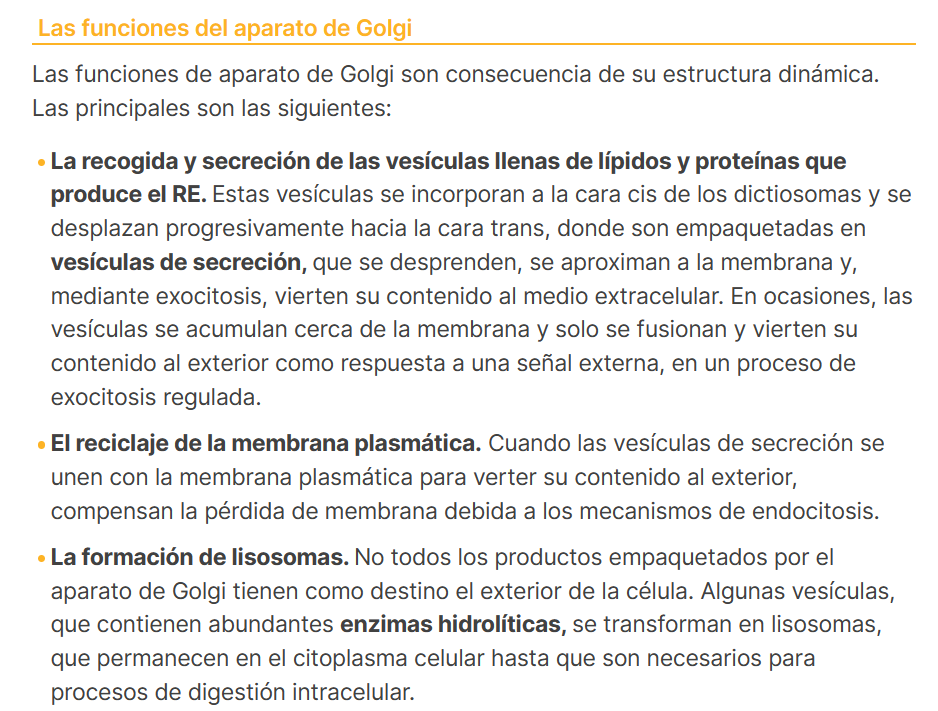 Las funciones del aparato de Golgi
Las funciones de aparato de Golgi son consecuencia de su estructura dinámica.
Las principales son las siguientes:
• La recogida y secreción de las vesículas llenas de lípidos y proteínas que
produce el RE. Estas vesículas se incorporan a la cara cis de los dictiosomas y se
desplazan progresivamente hacia la cara trans, donde son empaquetadas en
vesículas de secreción, que se desprenden, se aproximan a la membrana y,
mediante exocitosis, vierten su contenido al medio extracelular. En ocasiones, las
vesículas se acumulan cerca de la membrana y solo se fusionan y vierten su
contenido al exterior como respuesta a una señal externa, en un proceso de
exocitosis regulada.
• El reciclaje de la membrana plasmática. Cuando las vesículas de secreción se
unen con la membrana plasmática para verter su contenido al exterior,
compensan la pérdida de membrana debida a los mecanismos de endocitosis.
• La formación de lisosomas. No todos los productos empaquetados por el
aparato de Golgi tienen como destino el exterior de la célula. Algunas vesículas,
que contienen abundantes enzimas hidrolíticas, se transforman en lisosomas,
que permanecen en el citoplasma celular hasta que son necesarios para
procesos de digestión intracelular.